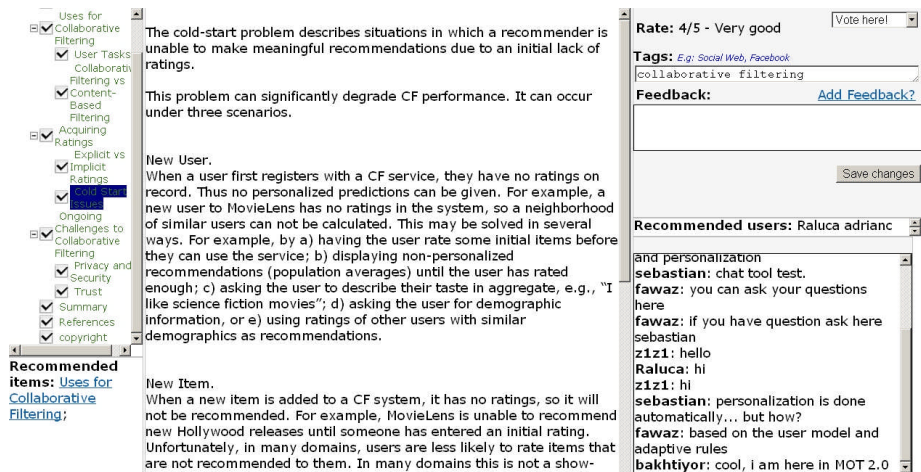 Uses for
Collaborative
Filtering
User Tasks
Collaborativ
Filtering vs
Content-
Based
Filtering
Acquiring
Ratings
Explicit vs
Implicit
Ratings
Cold Start
Issues
Ongoing
Challenges to
Collaborative
Filtering
Privacy and
Security
Trust
Summary
References
copyright
Recommended
items: Uses for
Collaborative
Filtering;
The cold-start problem describes situations in which a recommender is
unable to make meaningful recommendations due to an initial lack of
ratings.
This problem can significantly degrade CF performance. It can occur
under three scenarios.
New User.
When a user first registers with a CF service, they have no ratings on
record. Thus no personalized predictions can be given. For example, a
new user to MovieLens has no ratings in the system, so a neighborhood
of similar users can not be calculated. This may be solved in several
ways. For example, by a) having the user rate some initial items before
they can use the service; b) displaying non-personalized
recommendations (population averages) until the user has rated
enough; c) asking the user to describe their taste in aggregate, e.g., “I
like science fiction movies”; d) asking the user for demographic
information, or e) using ratings of other users with similar
demographics as recommendations.
New Item.
When a new item is added to a CF system, it has no ratings, so it will
not be recommended. For example, MovieLens is unable to recommend
new Hollywood releases until someone has entered an initial rating.
Unfortunately, in many domains, users are less likely to rate items that
are not recommended to them. In many domains this is not a show-
Rate: 4/5 - Very good
Vote here!
Tags: E.g: Social Web, Facebook
collaborative filtering
Feedback: Add Feedback?
Save changes
Recommended users: Raluca adrianc
and personalization
sebastian: chat tool test.
fawaz: you can ask your questions
here
fawaz: if you have question ask here
sebastian
z1z1: hello
Raluca: hi
z1z1: hi
sebastian: personalization is done
automatically... but how?
fawaz: based on the user model and
adaptive rules
bakhtiyor: cool, i am here in MOT 2.0